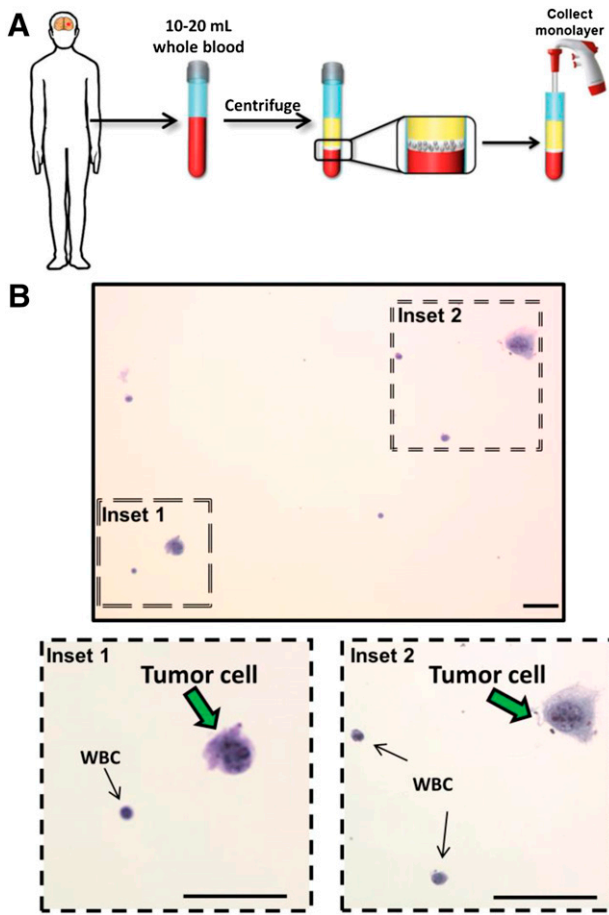 A
10-20 mL
whole blood
Centrifuge
Collect
monolayer
B
Inset 2
Inset 1
Inset 1
Tumor cell
WBC
Inset 2
Tumor cell
WBC